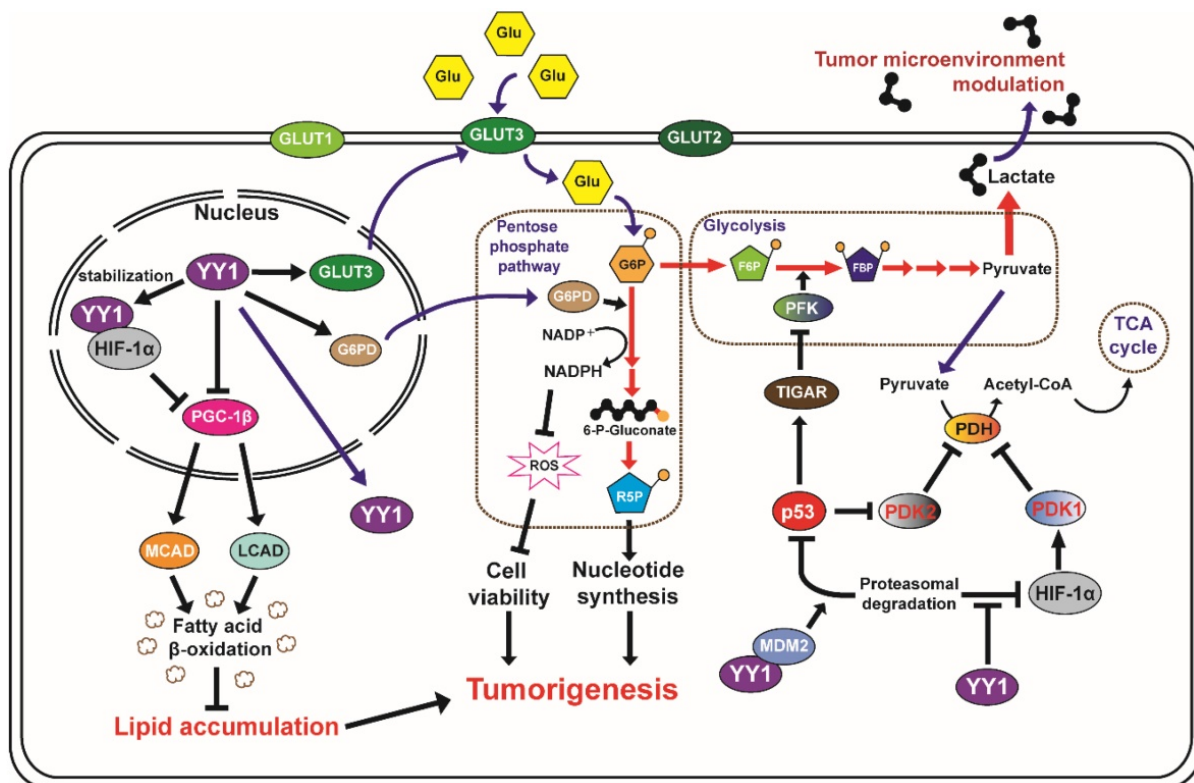 Glu
Glu
Glu
Tumor microenvironment
modulation
GLUT1
GLUT3
GLUT2
Glu
Lactate
Nucleus
stabilization
YY1
GLUT3
YY1
HIF-1α
G6PD
PGC-1β
YY1
MCAD
LCAD
Fatty acid
β-oxidation
Lipid accumulation
Pentose
phosphate
pathway
G6P
G6PD
NADP+
NADPH
6-P-Gluconate
ROS
R5P
Cell
viability
Nucleotide
synthesis
Tumorigenesis
Glycolysis
F6P
FBP
Pyruvate
PFK
TIGAR
Pyruvate
Acetyl-CoA
TCA
cycle
PDH
p53
PDK2
PDK1
Proteasomal
degradation
HIF-1α
MDM2
YY1
YY1